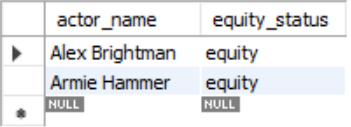 actor_name equity_status
Alex Brightman equity
Armie Hammer equity
NULL NULL